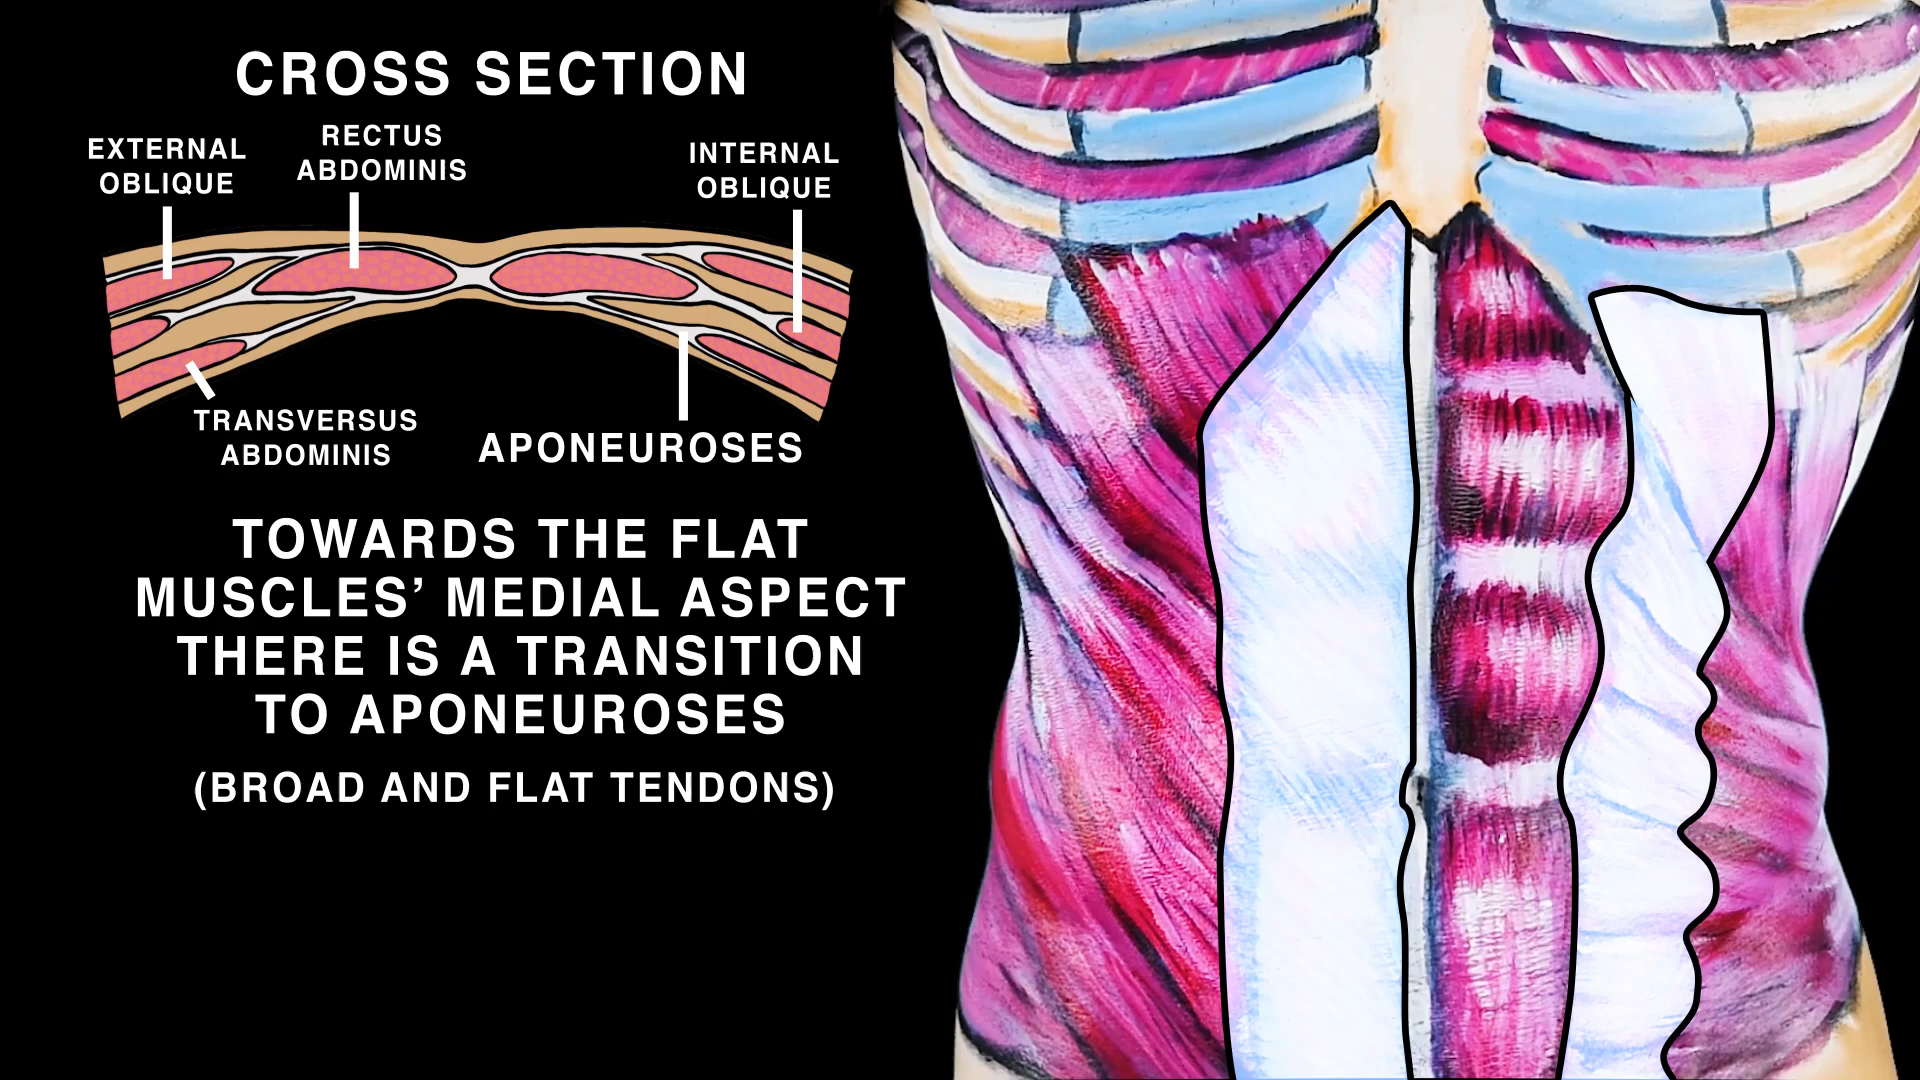 CROSS SECTION
EXTERNAL
OBLIQUE
RECTUS
ABDOMINIS
INTERNAL
OBLIQUE
TRANSVERSUS
ABDOMINIS
APONEUROSES
TOWARDS THE FLAT
MUSCLES’ MEDIAL ASPECT
THERE IS A TRANSITION
TO APONEUROSES
(BROAD AND FLAT TENDONS)